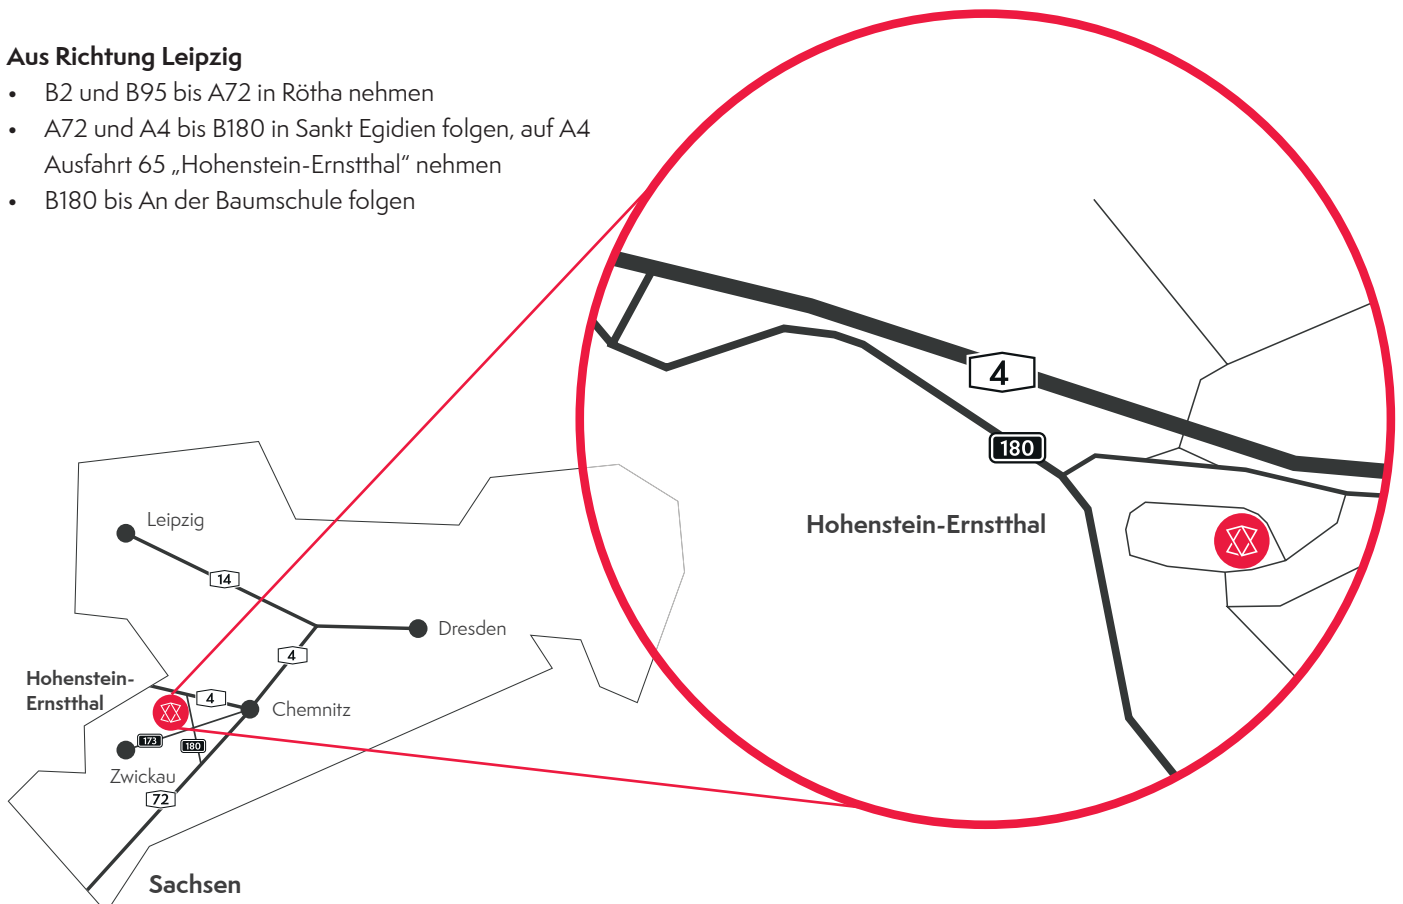 Aus Richtung Leipzig
• B2 und B95 bis A72 in Rötha nehmen
• A72 und A4 bis B180 in Sankt Egidien folgen, auf A4
Ausfahrt 65 „Hohenstein-Ernstthal“ nehmen
• B180 bis An der Baumschule folgen
4
180
Hohenstein-Ernstthal
Leipzig
14
Dresden
4
Hohenstein-
Ernstthal
4
Chemnitz
173
180
Zwickau
72
Sachsen